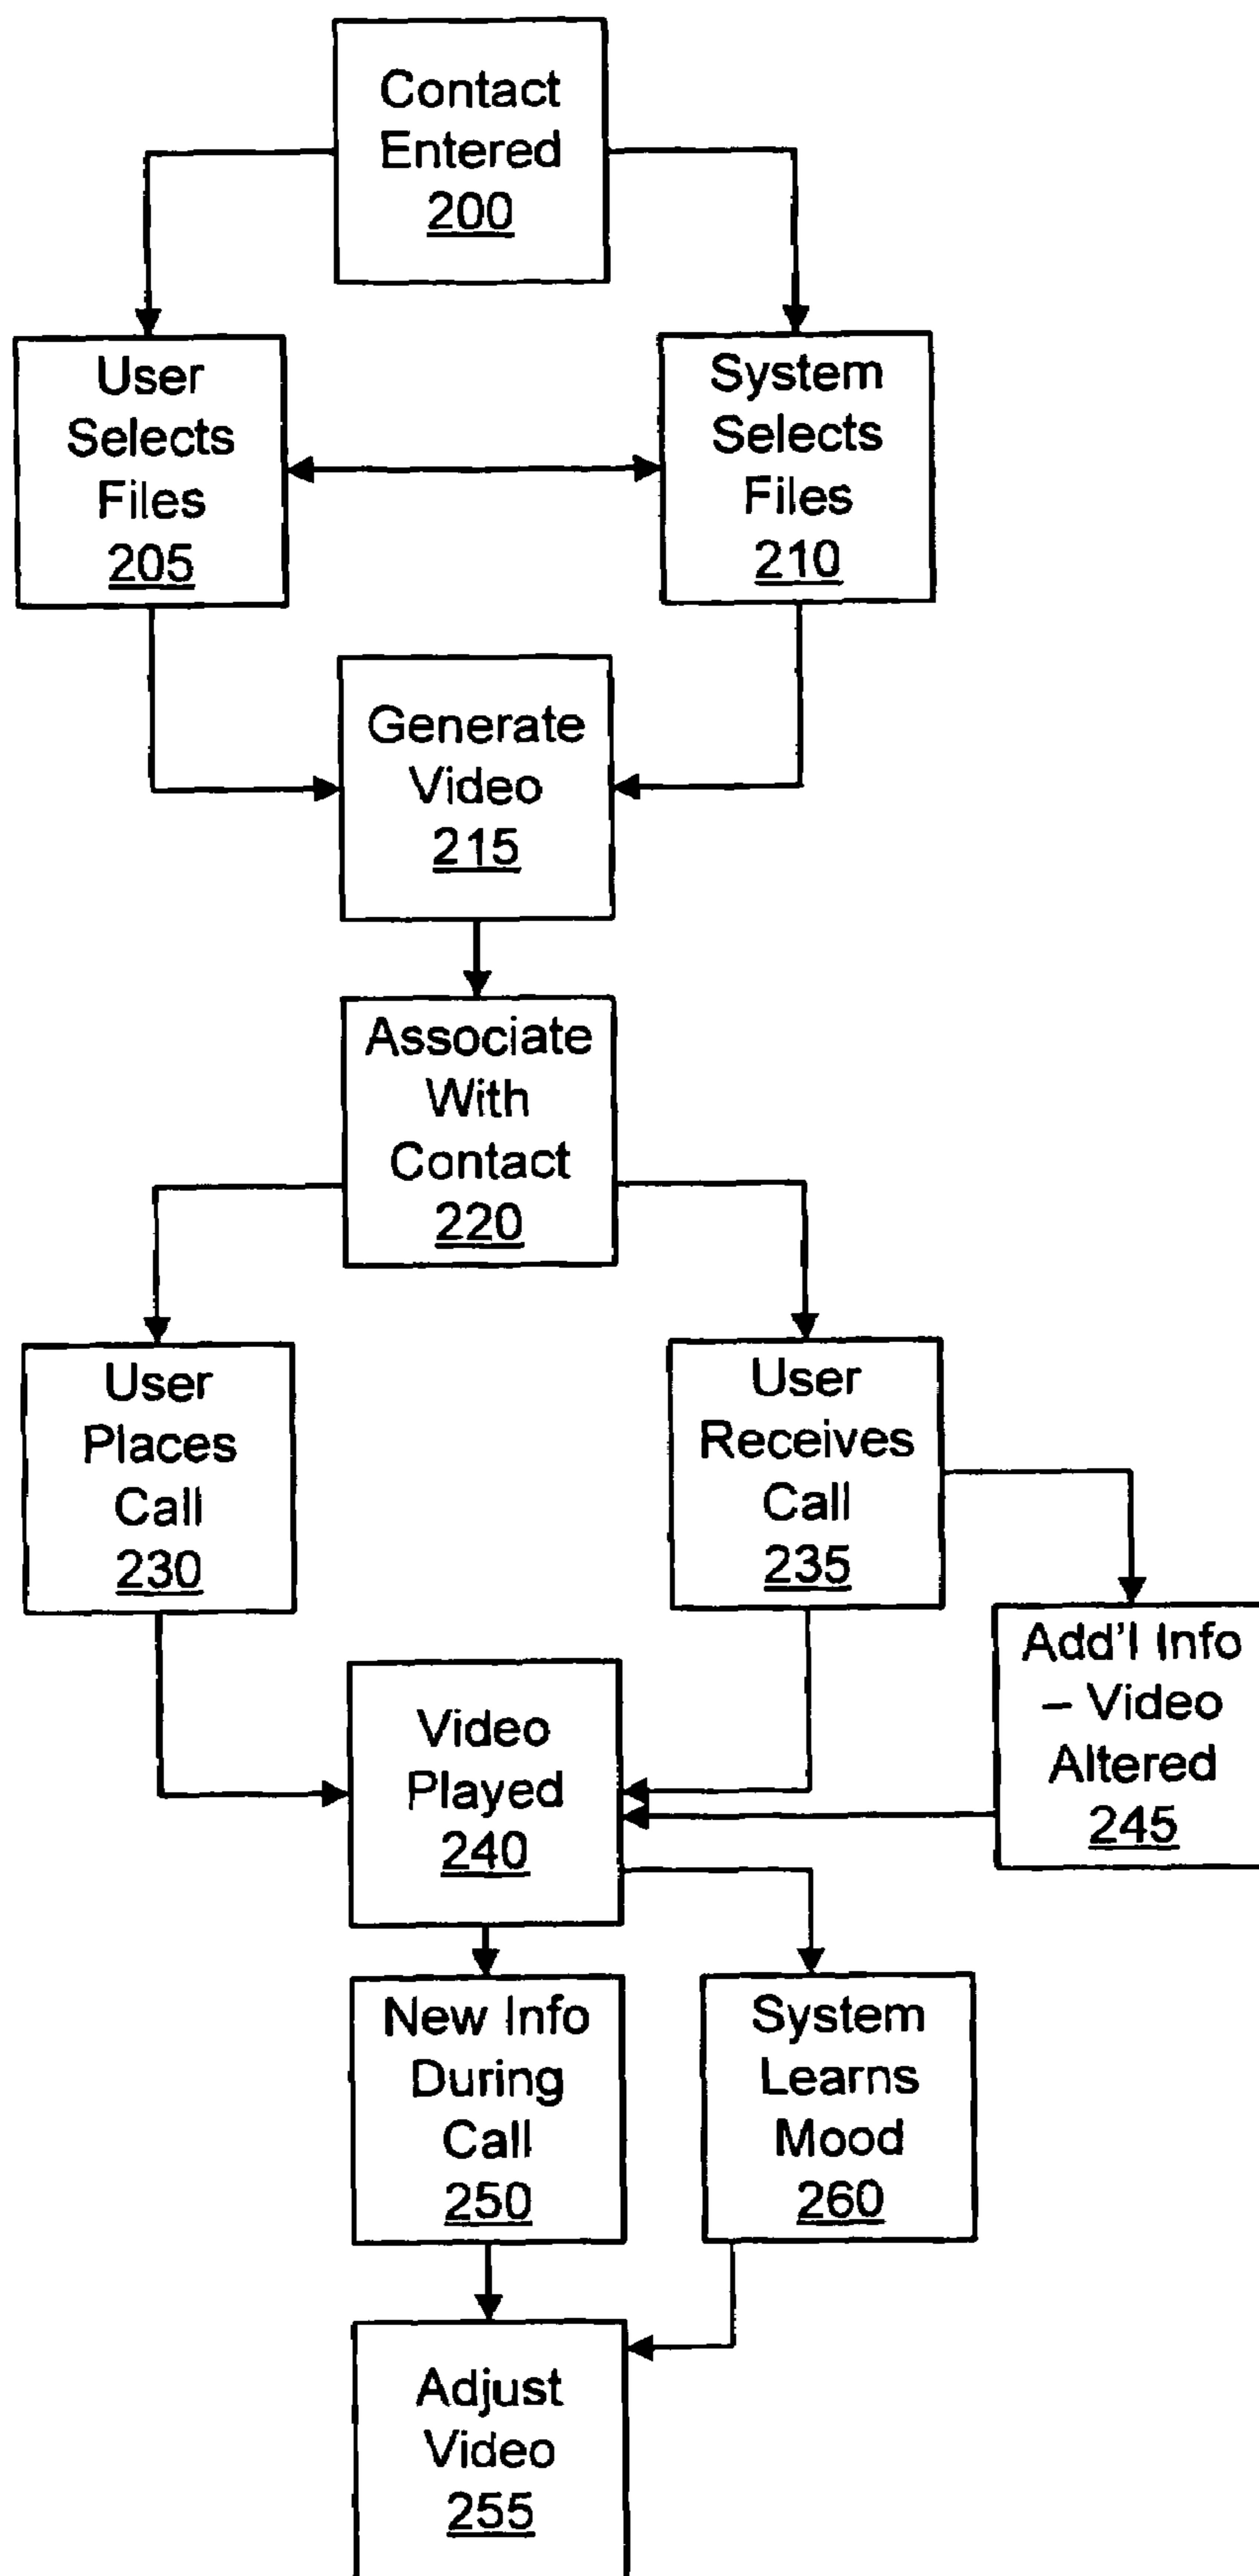 Contact
Entered
200
User
Selects
Files
205
System
Selects
Files
210
Generate
Video
215
Associate
With
Contact
220
User
Places
Call
230
User
Receives
Call
235
Add'l Info
– Video
Altered
245
Video
Played
240
New Info
During
Call
250
System
Learns
Mood
260
Adjust
Video
255